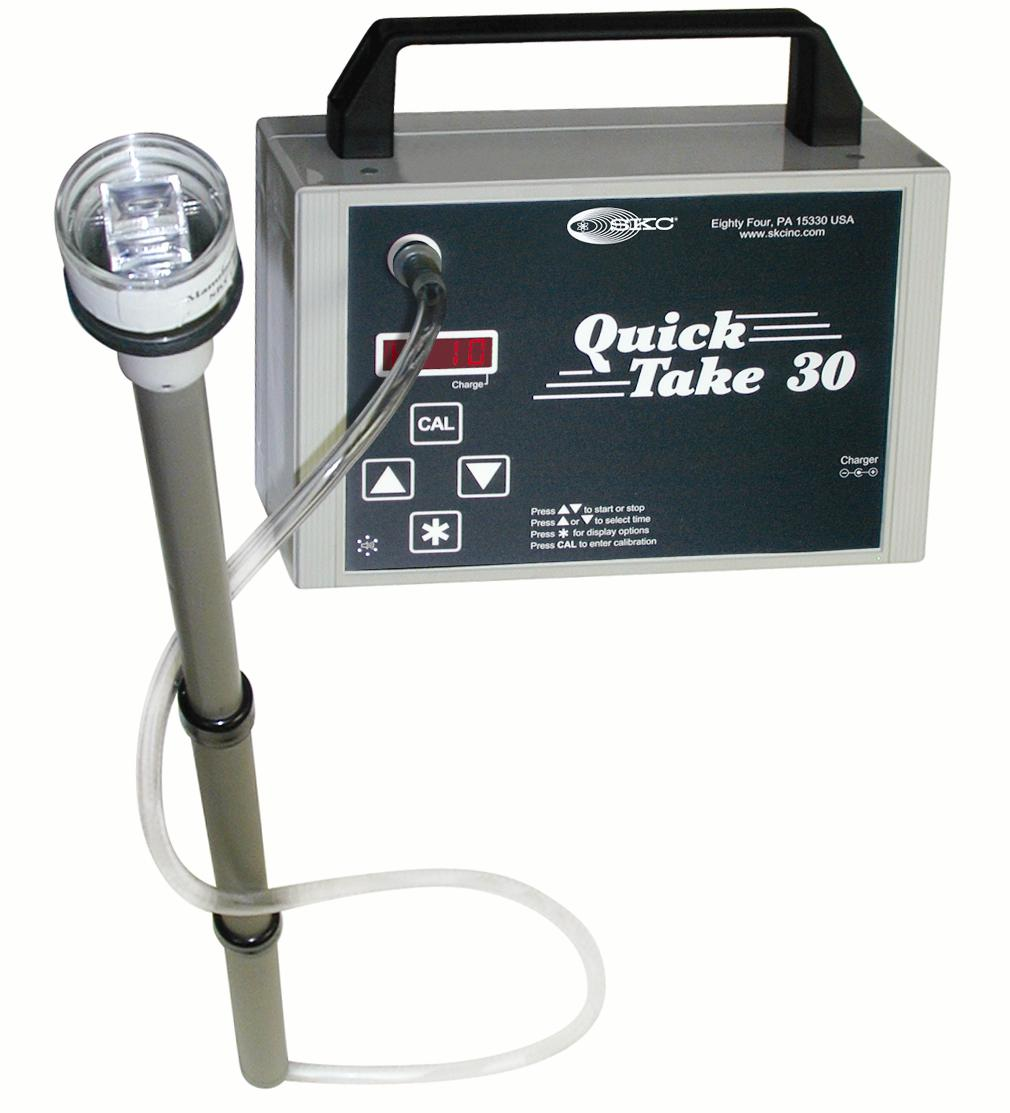 SKC®
Eighty Four, PA 15330 USA
www.skcinc.com
Quick
Take 30
10
Charge
CAL
Charger
Press ▲▼ to start or stop
Press ▲ or ▼ to select time
Press ✱ for display options
Press CAL to enter calibration